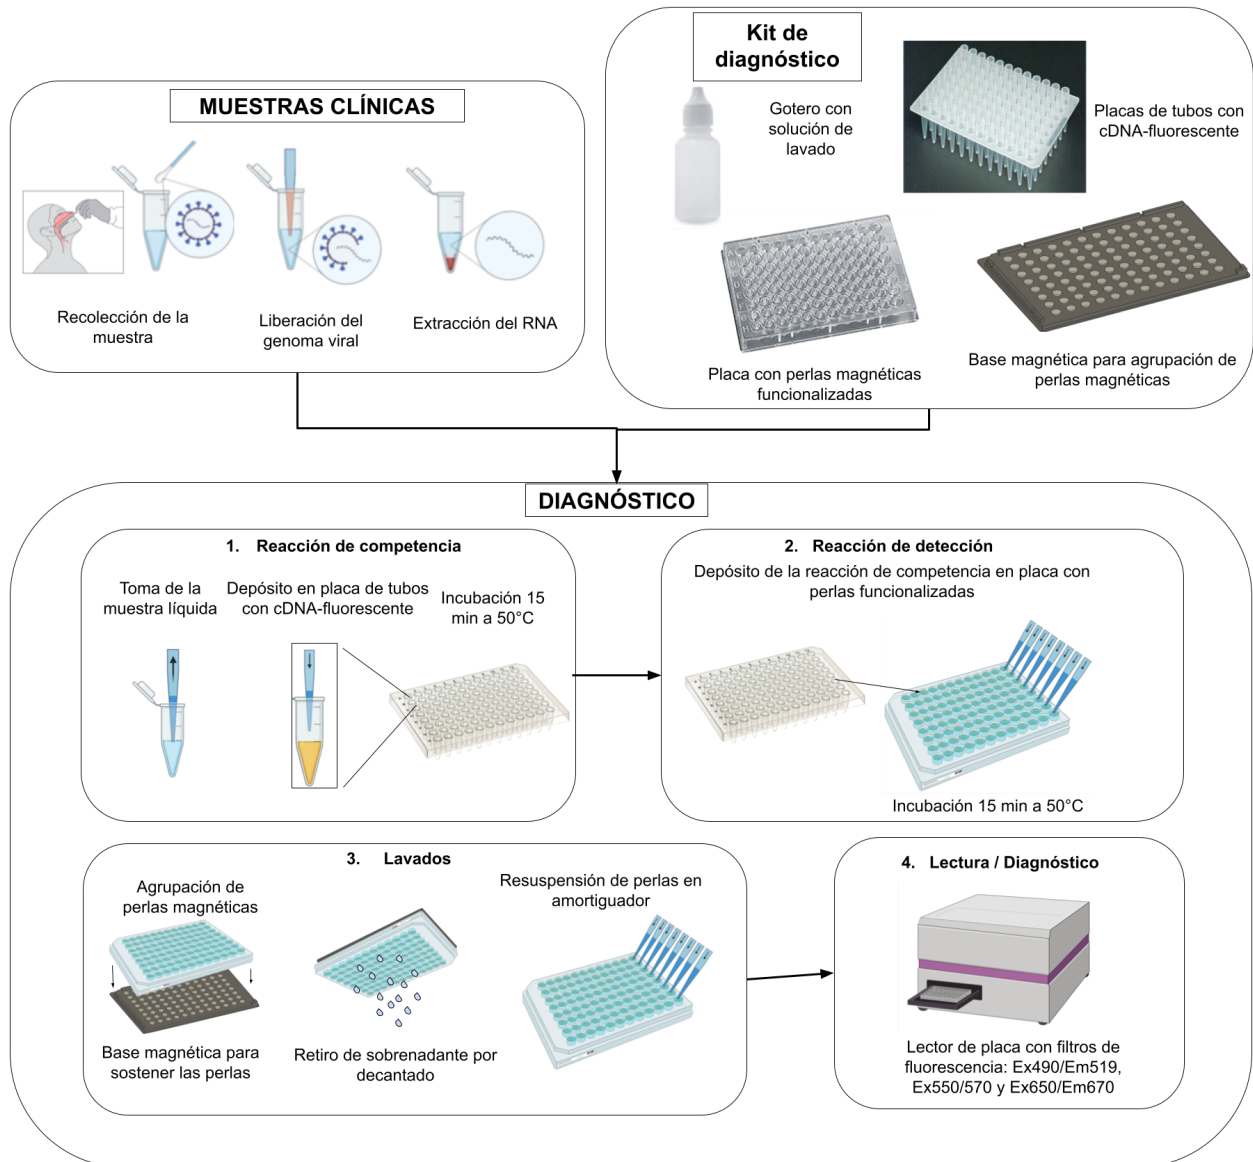 MUESTRAS CLÍNICAS
Recolección de la
muestra
Liberación del
genoma viral
Extracción del RNA
Kit de
diagnóstico
Gotero con
solución de
lavado
Placas de tubos con
cDNA-fluorescente
Placa con perlas magnéticas
funcionalizadas
Base magnética para agrupación de
perlas magnéticas
DIAGNÓSTICO
1. Reacción de competencia
Toma de la
muestra líquida
Depósito en placa de tubos
con cDNA-fluorescente
Incubación 15
min a 50°C
2. Reacción de detección
Depósito de la reacción de competencia en placa con
perlas funcionalizadas
Incubación 15 min a 50°C
3. Lavados
Agrupación de
perlas magnéticas
Base magnética para
sostener las perlas
Retiro de sobrenadante por
decantado
Resuspensión de perlas en
amortiguador
4. Lectura / Diagnóstico
Lector de placa con filtros de
fluorescencia: Ex490/Em519,
Ex550/570 y Ex650/Em670